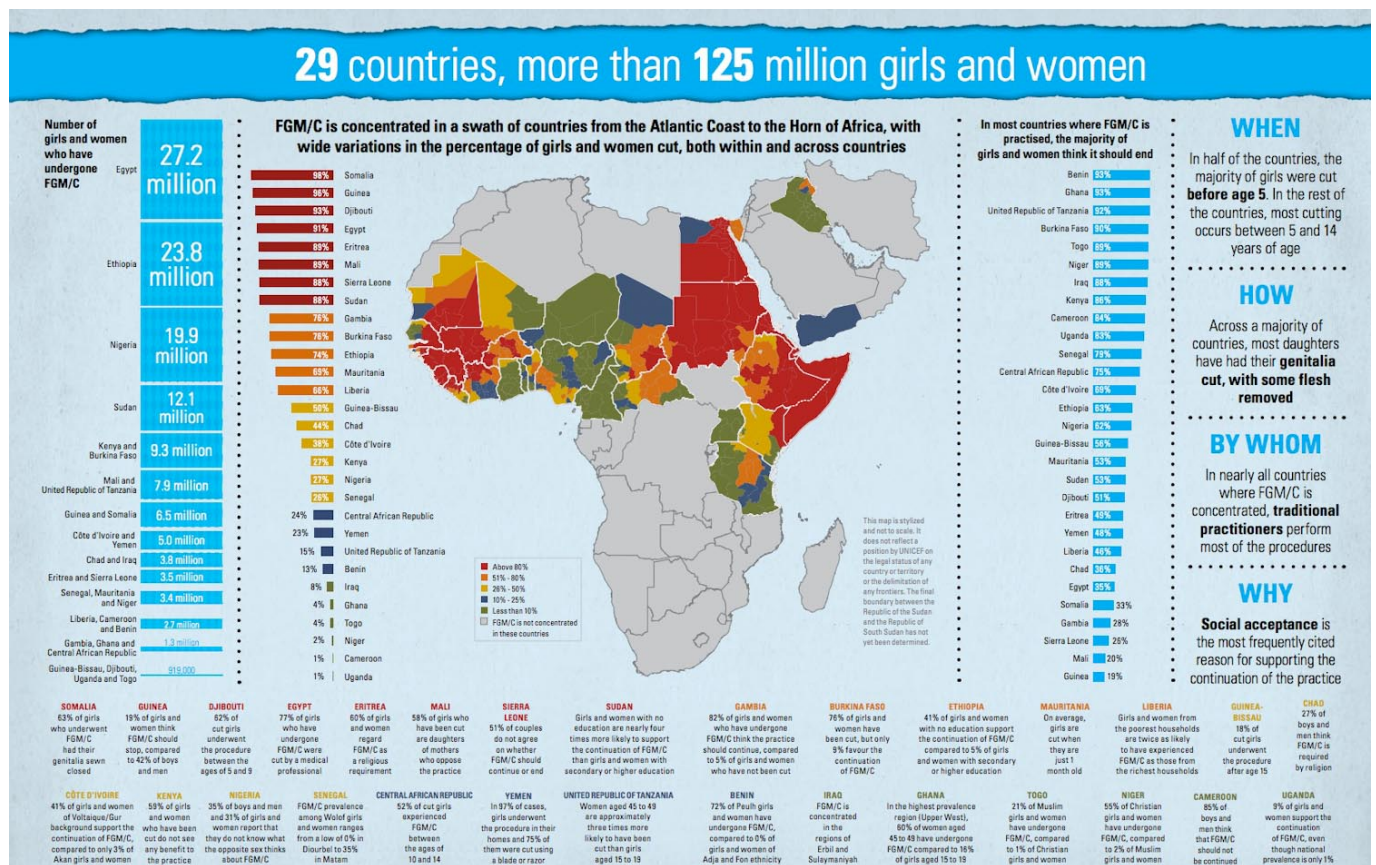 29 countries, more than 125 million girls and women
Number of
girls and women
who have
undergone
FGM/C
Egypt
27.2
million
Ethiopia
23.8
million
Nigeria
19.9
million
Sudan
12.1
million
Kenya and
Burkina Faso
9.3 million
Mali and
United Republic of Tanzania
7.9 million
Guinea and Somalia
6.5 million
Côte d'Ivoire and
Yemen
5.0 million
Chad and Iraq
3.8 million
Eritrea and Sierra Leone
3.5 million
Senegal, Mauritania
and Niger
3.4 million
Liberia, Cameroon
and Benin
2.7 million
Gambia, Ghana and
Central African Republic
1.3 million
Guinea-Bissau, Djibouti,
Uganda and Togo
919,000
FGM/C is concentrated in a swath of countries from the Atlantic Coast to the Horn of Africa, with
wide variations in the percentage of girls and women cut, both within and across countries
98% Somalia
96% Guinea
93% Djibouti
91% Egypt
89% Eritrea
89% Mali
88% Sierra Leone
88% Sudan
76% Gambia
76% Burkina Faso
74% Ethiopia
69% Mauritania
66% Liberia
50% Guinea-Bissau
44% Chad
38% Côte d'Ivoire
27% Kenya
27% Nigeria
26% Senegal
24% Central African Republic
23% Yemen
15% United Republic of Tanzania
13% Benin
8% Iraq
4% Ghana
4% Togo
2% Niger
1% Cameroon
1% Uganda
Above 80%
51% - 80%
26% - 50%
10% - 25%
Less than 10%
FGM/C is not concentrated
in these countries
This map is stylized
and not to scale. It
does not reflect a
position by UNICEF on
the legal status of any
country or territory
or the delimitation of
any frontiers. The final
boundary between the
Republic of the Sudan
and the Republic of
South Sudan has not
yet been determined.
In most countries where FGM/C is
practised, the majority of
girls and women think it should end
Benin 93%
Ghana 93%
United Republic of Tanzania 92%
Burkina Faso 90%
Togo 89%
Niger 89%
Iraq 88%
Kenya 86%
Cameroon 84%
Uganda 83%
Senegal 79%
Central African Republic 75%
Côte d'Ivoire 69%
Ethiopia 63%
Nigeria 62%
Guinea-Bissau 56%
Mauritania 53%
Sudan 53%
Djibouti 51%
Eritrea 49%
Yemen 48%
Liberia 46%
Chad 36%
Egypt 35%
Somalia 33%
Gambia 28%
Sierra Leone 26%
Mali 20%
Guinea 19%
WHEN
In half of the countries, the
majority of girls were cut
before age 5. In the rest of
the countries, most cutting
occurs between 5 and 14
years of age
HOW
Across a majority of
countries, most daughters
have had their genitalia
cut, with some flesh
removed
BY WHOM
In nearly all countries
where FGM/C is
concentrated, traditional
practitioners perform
most of the procedures
WHY
Social acceptance is
the most frequently cited
reason for supporting the
continuation of the practice
SOMALIA
63% of girls
who underwent
FGM/C
had their
genitalia sewn
closed
GUINEA
19% of girls and
women think
FGM/C should
stop, compared
to 42% of boys
and men
DJIBOUTI
62% of
cut girls
underwent
the procedure
between the
ages of 5 and 9
EGYPT
77% of girls
who have
undergone
FGM/C were
cut by a medical
professional
ERITREA
60% of girls
and women
regard
FGM/C as
a religious
requirement
MALI
58% of girls who
have been cut
are daughters
of mothers
who oppose
the practice
SIERRA
LEONE
51% of couples
do not agree
on whether
FGM/C should
continue or end
SUDAN
Girls and women with no
education are nearly four
times more likely to support
the continuation of FGM/C
than girls and women with
secondary or higher education
GAMBIA
82% of girls and women
who have undergone
FGM/C think the practice
should continue, compared
to 5% of girls and women
who have not been cut
BURKINA FASO
76% of girls and
women have
been cut, but only
9% favour the
continuation
of FGM/C
ETHIOPIA
41% of girls and women
with no education support
the continuation of FGM/C
compared to 5% of girls
and women with secondary
or higher education
MAURITANIA
On average,
girls are
cut when
they are
just 1
month old
LIBERIA
Girls and women from
the poorest households
are twice as likely
to have experienced
FGM/C as those from
the richest households
GUINEA-
BISSAU
18% of
cut girls
underwent
the procedure
after age 15
CHAD
27% of
boys and
men think
FGM/C is
required
by religion
CÔTE D'IVOIRE
41% of girls and women
of Voltaique/Gur
background support the
continuation of FGM/C,
compared to only 3% of
Akan girls and women
KENYA
59% of girls
and women
who have been
cut do not see
any benefit to
the practice
NIGERIA
35% of boys and men
and 31% of girls and
women report that
they do not know what
the opposite sex thinks
about FGM/C
SENEGAL
FGM/C prevalence
among Wolof girls
and women ranges
from a low of 0% in
Diourbel to 35%
in Matam
CENTRAL AFRICAN REPUBLIC
52% of cut girls
experienced
FGM/C
between
the ages of
10 and 14
YEMEN
In 97% of cases,
girls underwent
the procedure in their
homes and 75% of
them were cut using
a blade or razor
UNITED REPUBLIC OF TANZANIA
Women aged 45 to 49
are approximately
three times more
likely to have been
cut than girls
aged 15 to 19
BENIN
72% of Peulh girls
and women have
undergone FGM/C,
compared to 0% of
girls and women of
Adja and Fon ethnicity
IRAQ
FGM/C is
concentrated
in the
regions of
Erbil and
Sulaymaniyah
GHANA
In the highest prevalence
region (Upper West),
60% of women aged
45 to 49 have undergone
FGM/C compared to 16%
of girls aged 15 to 19
TOGO
21% of Muslim
girls and women
have undergone
FGM/C, compared
to 1% of Christian
girls and women
NIGER
55% of Christian
girls and women
have undergone
FGM/C, compared
to 2% of Muslim
girls and women
CAMEROON
85% of
boys and
men think
that FGM/C
should not
be continued
UGANDA
9% of girls and
women support the
continuation
of FGM/C, even
though national
prevalence is only 1%